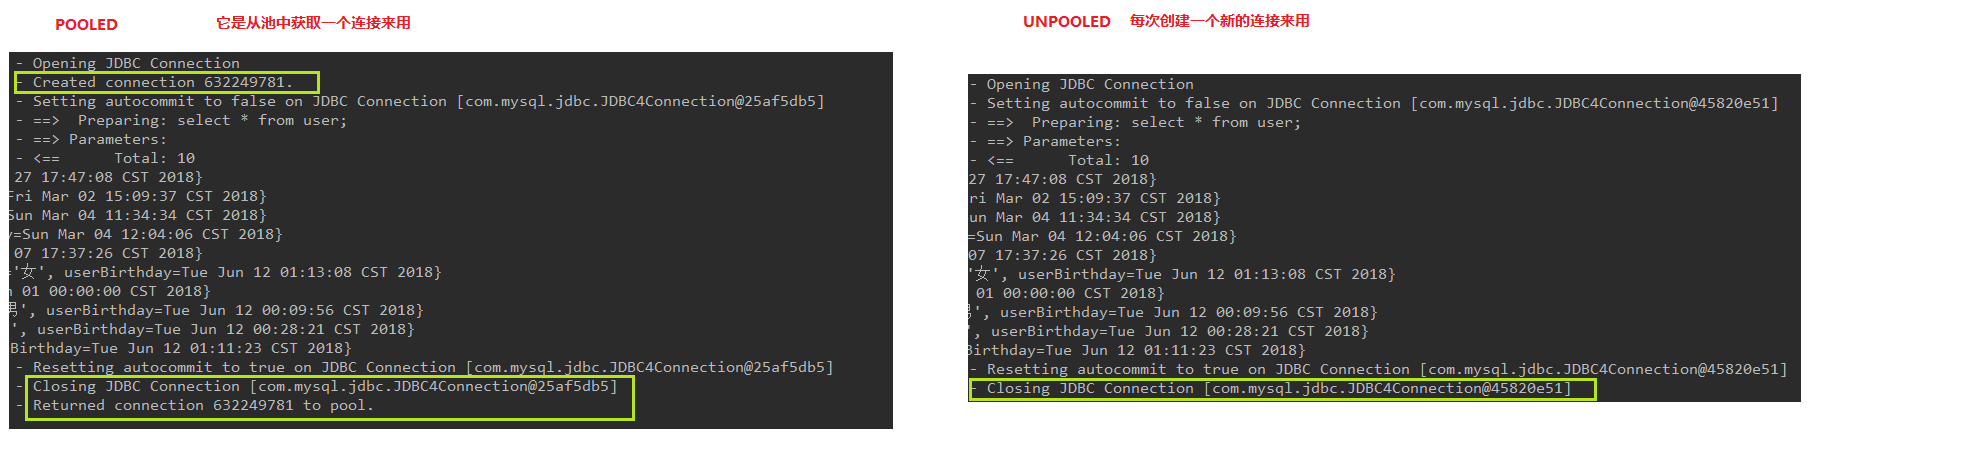 POOLED 它是从池中获取一个连接来用
- Opening JDBC Connection
- Created connection 632249781.
- Setting autocommit to false on JDBC Connection [com.mysql.jdbc.JDBC4Connection@25af5db5]
- ==>  Preparing: select * from user;
- ==> Parameters:
- <==      Total: 10
27 17:47:08 CST 2018}
Fri Mar 02 15:09:37 CST 2018}
Sun Mar 04 11:34:34 CST 2018}
y=Sun Mar 04 12:04:06 CST 2018}
07 17:37:26 CST 2018}
='女', userBirthday=Tue Jun 12 01:13:08 CST 2018}
01 00:00:00 CST 2018}
男', userBirthday=Tue Jun 12 00:09:56 CST 2018}
', userBirthday=Tue Jun 12 00:28:21 CST 2018}
Birthday=Tue Jun 12 01:11:23 CST 2018}
- Resetting autocommit to true on JDBC Connection [com.mysql.jdbc.JDBC4Connection@25af5db5]
- Closing JDBC Connection [com.mysql.jdbc.JDBC4Connection@25af5db5]
- Returned connection 632249781 to pool.
UNPOOLED 每次创建一个新的连接来用
- Opening JDBC Connection
- Setting autocommit to false on JDBC Connection [com.mysql.jdbc.JDBC4Connection@45820e51]
- ==>  Preparing: select * from user;
- ==> Parameters:
- <==      Total: 10
27 17:47:08 CST 2018}
ri Mar 02 15:09:37 CST 2018}
un Mar 04 11:34:34 CST 2018}
=Sun Mar 04 12:04:06 CST 2018}
07 17:37:26 CST 2018}
'女', userBirthday=Tue Jun 12 01:13:08 CST 2018}
01 00:00:00 CST 2018}
', userBirthday=Tue Jun 12 00:09:56 CST 2018}
, userBirthday=Tue Jun 12 00:28:21 CST 2018}
Birthday=Tue Jun 12 01:11:23 CST 2018}
- Resetting autocommit to true on JDBC Connection [com.mysql.jdbc.JDBC4Connection@45820e51]
- Closing JDBC Connection [com.mysql.jdbc.JDBC4Connection@45820e51]